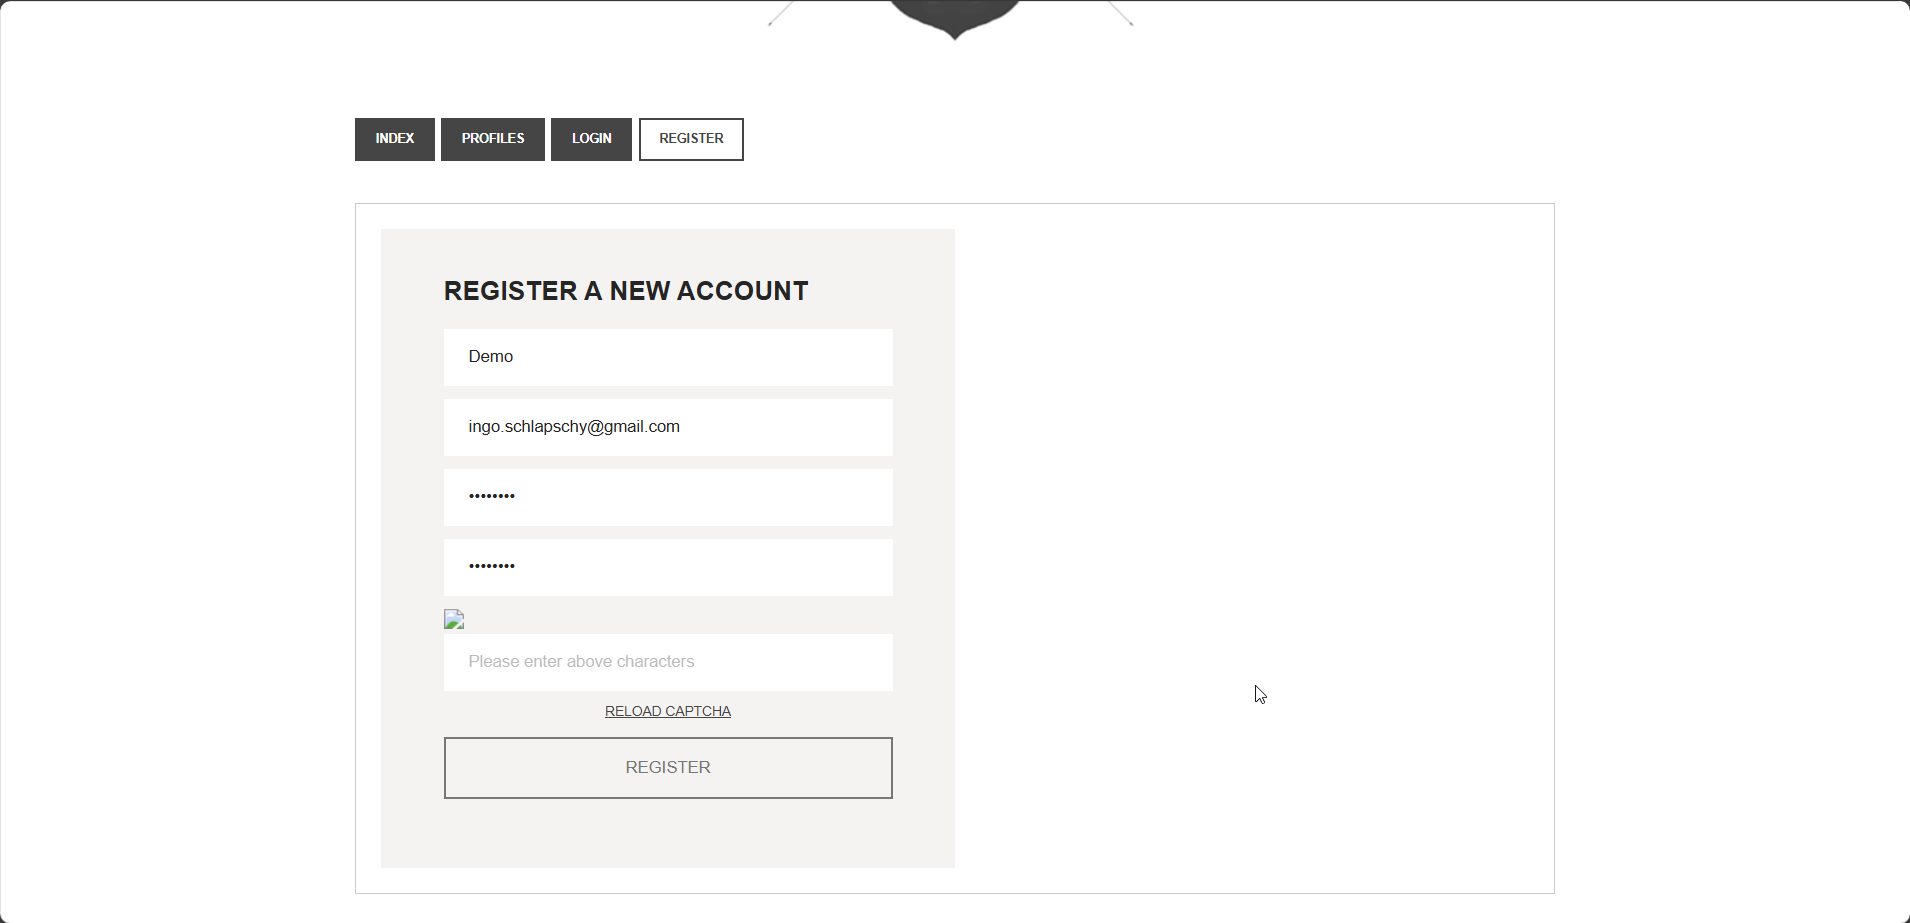 INDEX
PROFILES
LOGIN
REGISTER
REGISTER A NEW ACCOUNT
Demo
ingo.schlapschy@gmail.com
••••••••
••••••••
Please enter above characters
RELOAD CAPTCHA
REGISTER